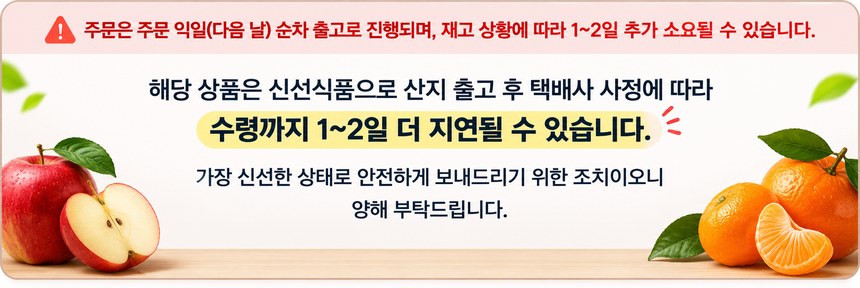 주문은 주문 익일(다음 날) 순차 출고로 진행되며, 재고 상황에 따라 1~2일 추가 소요될 수 있습니다.
해당 상품은 신선식품으로 산지 출고 후 택배사 사정에 따라
수령까지 1~2일 더 지연될 수 있습니다.
가장 신선한 상태로 안전하게 보내드리기 위한 조치이오니
양해 부탁드립니다.